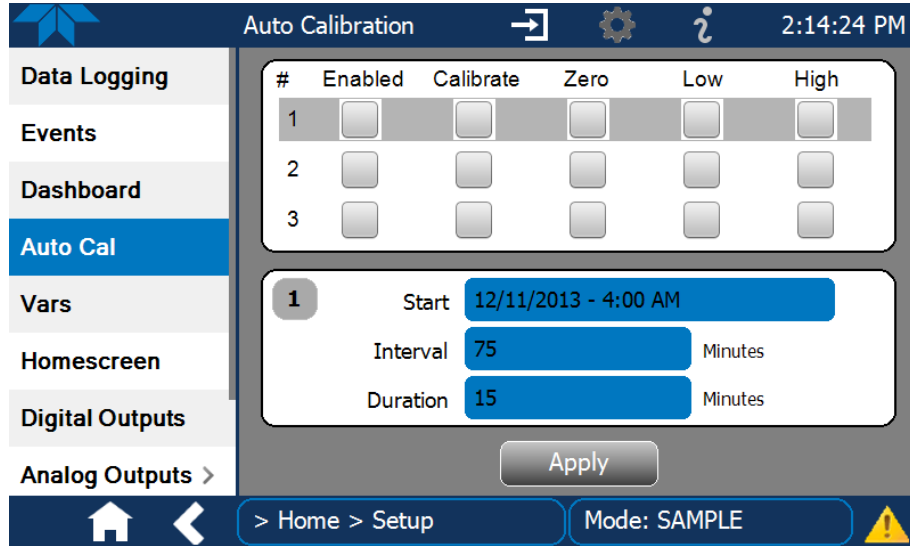 Auto Calibration 2:14:24 PM
Data Logging
Events
Dashboard
Auto Cal
Vars
Homescreen
Digital Outputs
Analog Outputs >
# Enabled Calibrate Zero Low High
1
2
3
1 Start 12/11/2013 - 4:00 AM
Interval 75 Minutes
Duration 15 Minutes
Apply
> Home > Setup Mode: SAMPLE